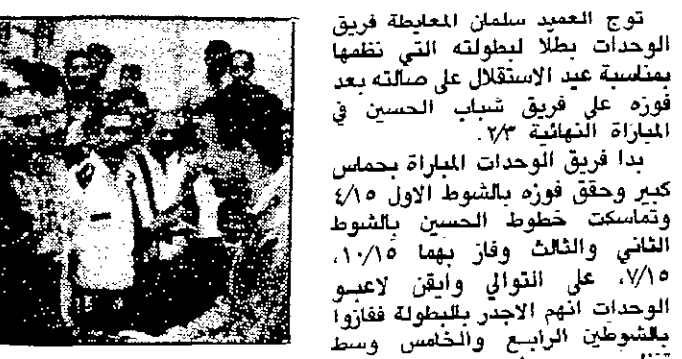 توج العميد سلمان المعايطة فريق
الوحدات بطلا لبطولته التي نظمها
بمناسبة عيد الاستقلال على صالته بعد
فوزه على فريق شباب الحسين في
المباراة النهائية ٢/٣.
بدا فريق الوحدات المباراة بحماس
كبير وحقق فوزه بالشوط الاول ٤/١٥
وتماسكت خطوط الحسين بالشوط
الثاني والثالث وفاز بهما ١٠/١٥،
٧/١٥، على التوالي وأيقن لاعبو
الوحدات انهم الاجدر بالبطولة ففازوا
بالشوطين الرابع والخامس وسط